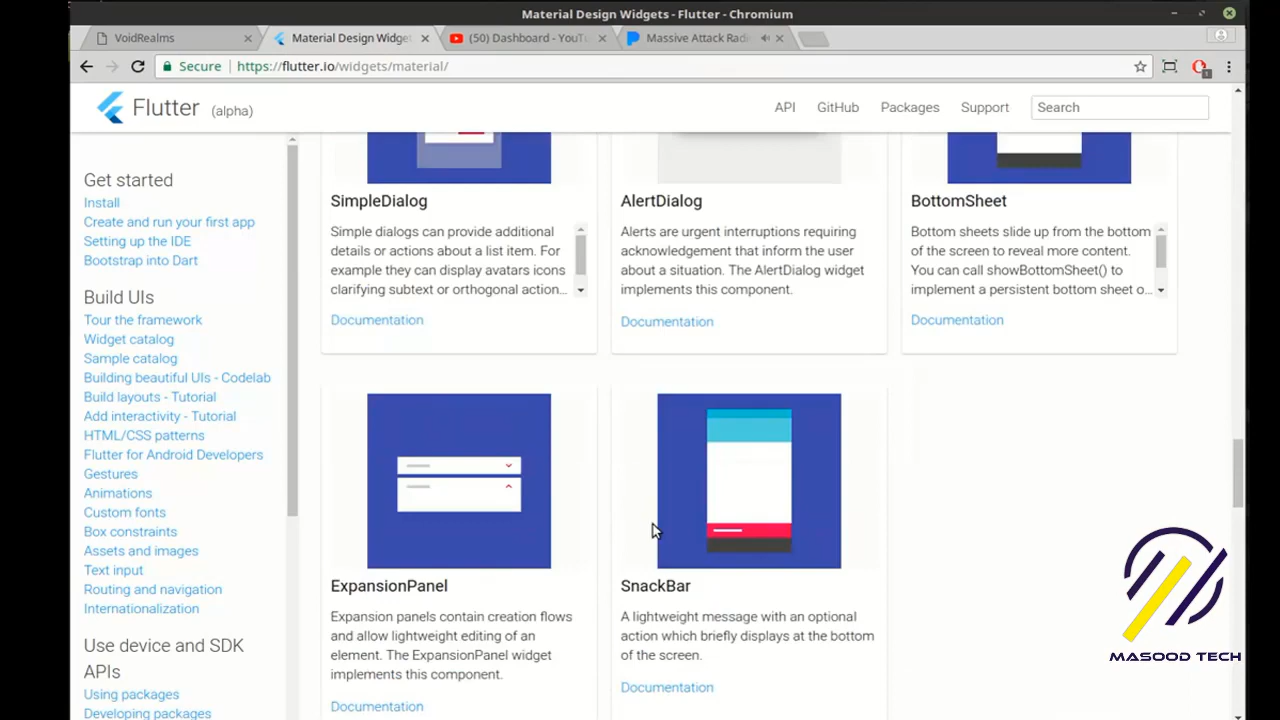 Material Design Widgets - Flutter - Chromium
VoidRealms
Material Design Widge
(50) Dashboard - YouTu
Massive Attack Radi
Secure
https://flutter.io/widgets/material/
1
Flutter (alpha)
API
GitHub
Packages
Support
Search
Get started
Install
Create and run your first app
Setting up the IDE
Bootstrap into Dart
Build UIs
Tour the framework
Widget catalog
Sample catalog
Building beautiful UIs - Codelab
Build layouts - Tutorial
Add interactivity - Tutorial
HTML/CSS patterns
Flutter for Android Developers
Gestures
Animations
Custom fonts
Box constraints
Assets and images
Text input
Routing and navigation
Internationalization
Use device and SDK
APIs
Using packages
Developing packages
SimpleDialog
Simple dialogs can provide additional
details or actions about a list item. For
example they can display avatars icons
clarifying subtext or orthogonal action...
Documentation
AlertDialog
Alerts are urgent interruptions requiring
acknowledgement that inform the user
about a situation. The AlertDialog widget
implements this component.
Documentation
BottomSheet
Bottom sheets slide up from the bottom
of the screen to reveal more content.
You can call showBottomSheet() to
implement a persistent bottom sheet o...
Documentation
ExpansionPanel
Expansion panels contain creation flows
and allow lightweight editing of an
element. The ExpansionPanel widget
implements this component.
Documentation
SnackBar
A lightweight message with an optional
action which briefly displays at the bottom
of the screen.
Documentation
MASOOD TECH